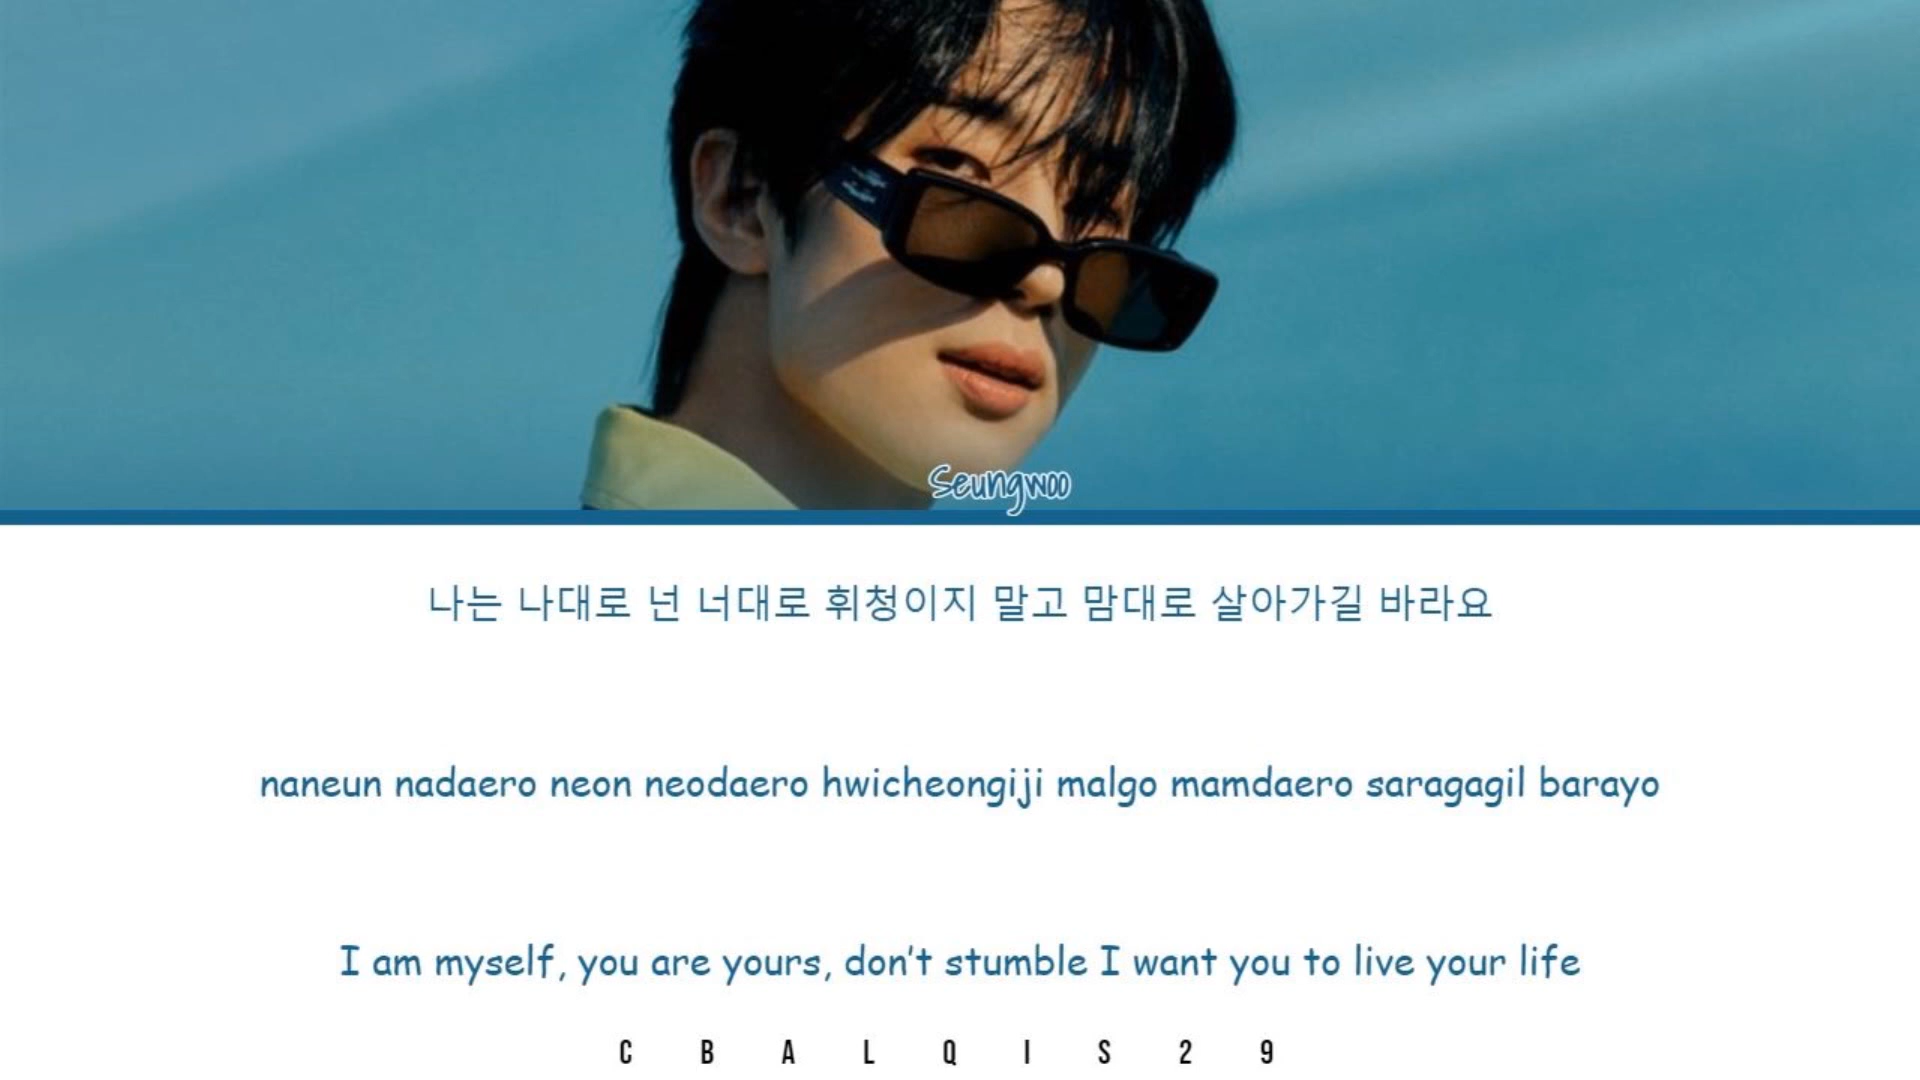 Seungwoo
나는 나대로 넌 너대로 휘청이지 말고 맘대로 살아가길 바라요
naneun nadaero neon neodaero hwicheongiji malgo mamdaero saragagil barayo
I am myself, you are yours, don't stumble I want you to live your life
C B A L Q I S 2 9